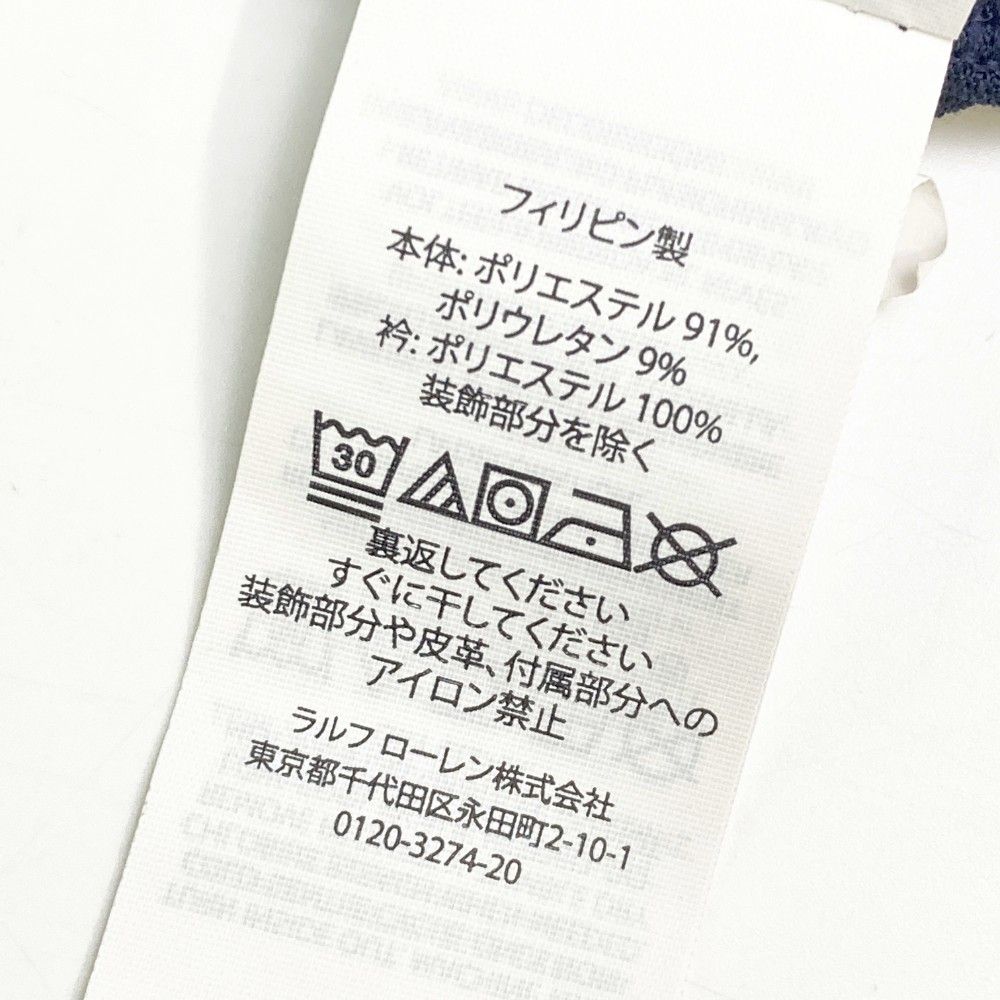 フィリピン製
本体: ポリエステル 91%,
ポリウレタン 9%
衿: ポリエステル 100%
装飾部分を除く
30
裏返してください
すぐに干してください
装飾部分や皮革、付属部分への
アイロン禁止
ラルフ ローレン株式会社
東京都千代田区永田町2-10-1
0120-3274-20